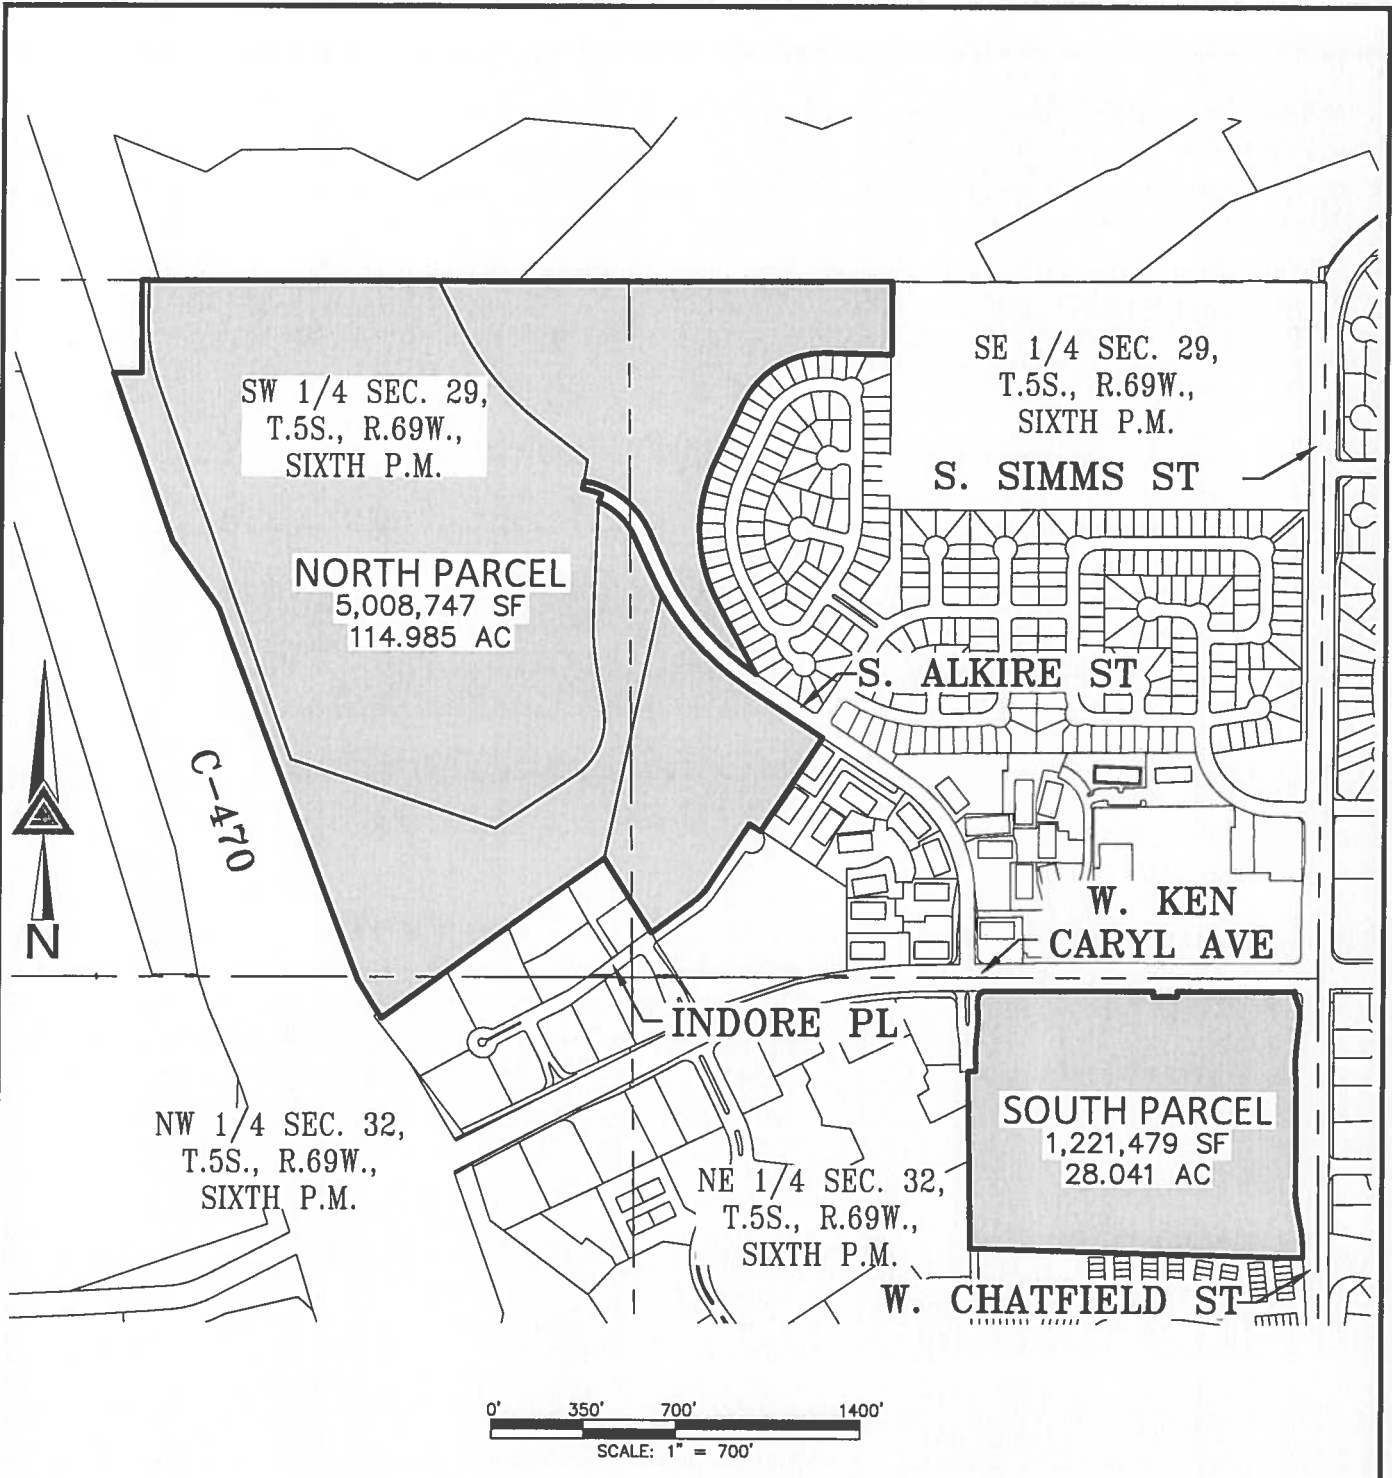 SE 1/4 SEC. 29,
T.5S., R.69W.,
SIXTH P.M.
SW 1/4 SEC. 29,
T.5S., R.69W.,
SIXTH P.M.
S. SIMMS ST
NORTH PARCEL
5,008,747 SF
114.985 AC
S. ALKIRE ST
C-470
W. KEN
CARYL AVE
N
INDORE PL
NW 1/4 SEC. 32,
T.5S., R.69W.,
SIXTH P.M.
SOUTH PARCEL
1,221,479 SF
28.041 AC
NE 1/4 SEC. 32,
T.5S., R.69W.,
SIXTH P.M.
W. CHATFIELD ST
0' 350' 700' 1400'
SCALE: 1" = 700'